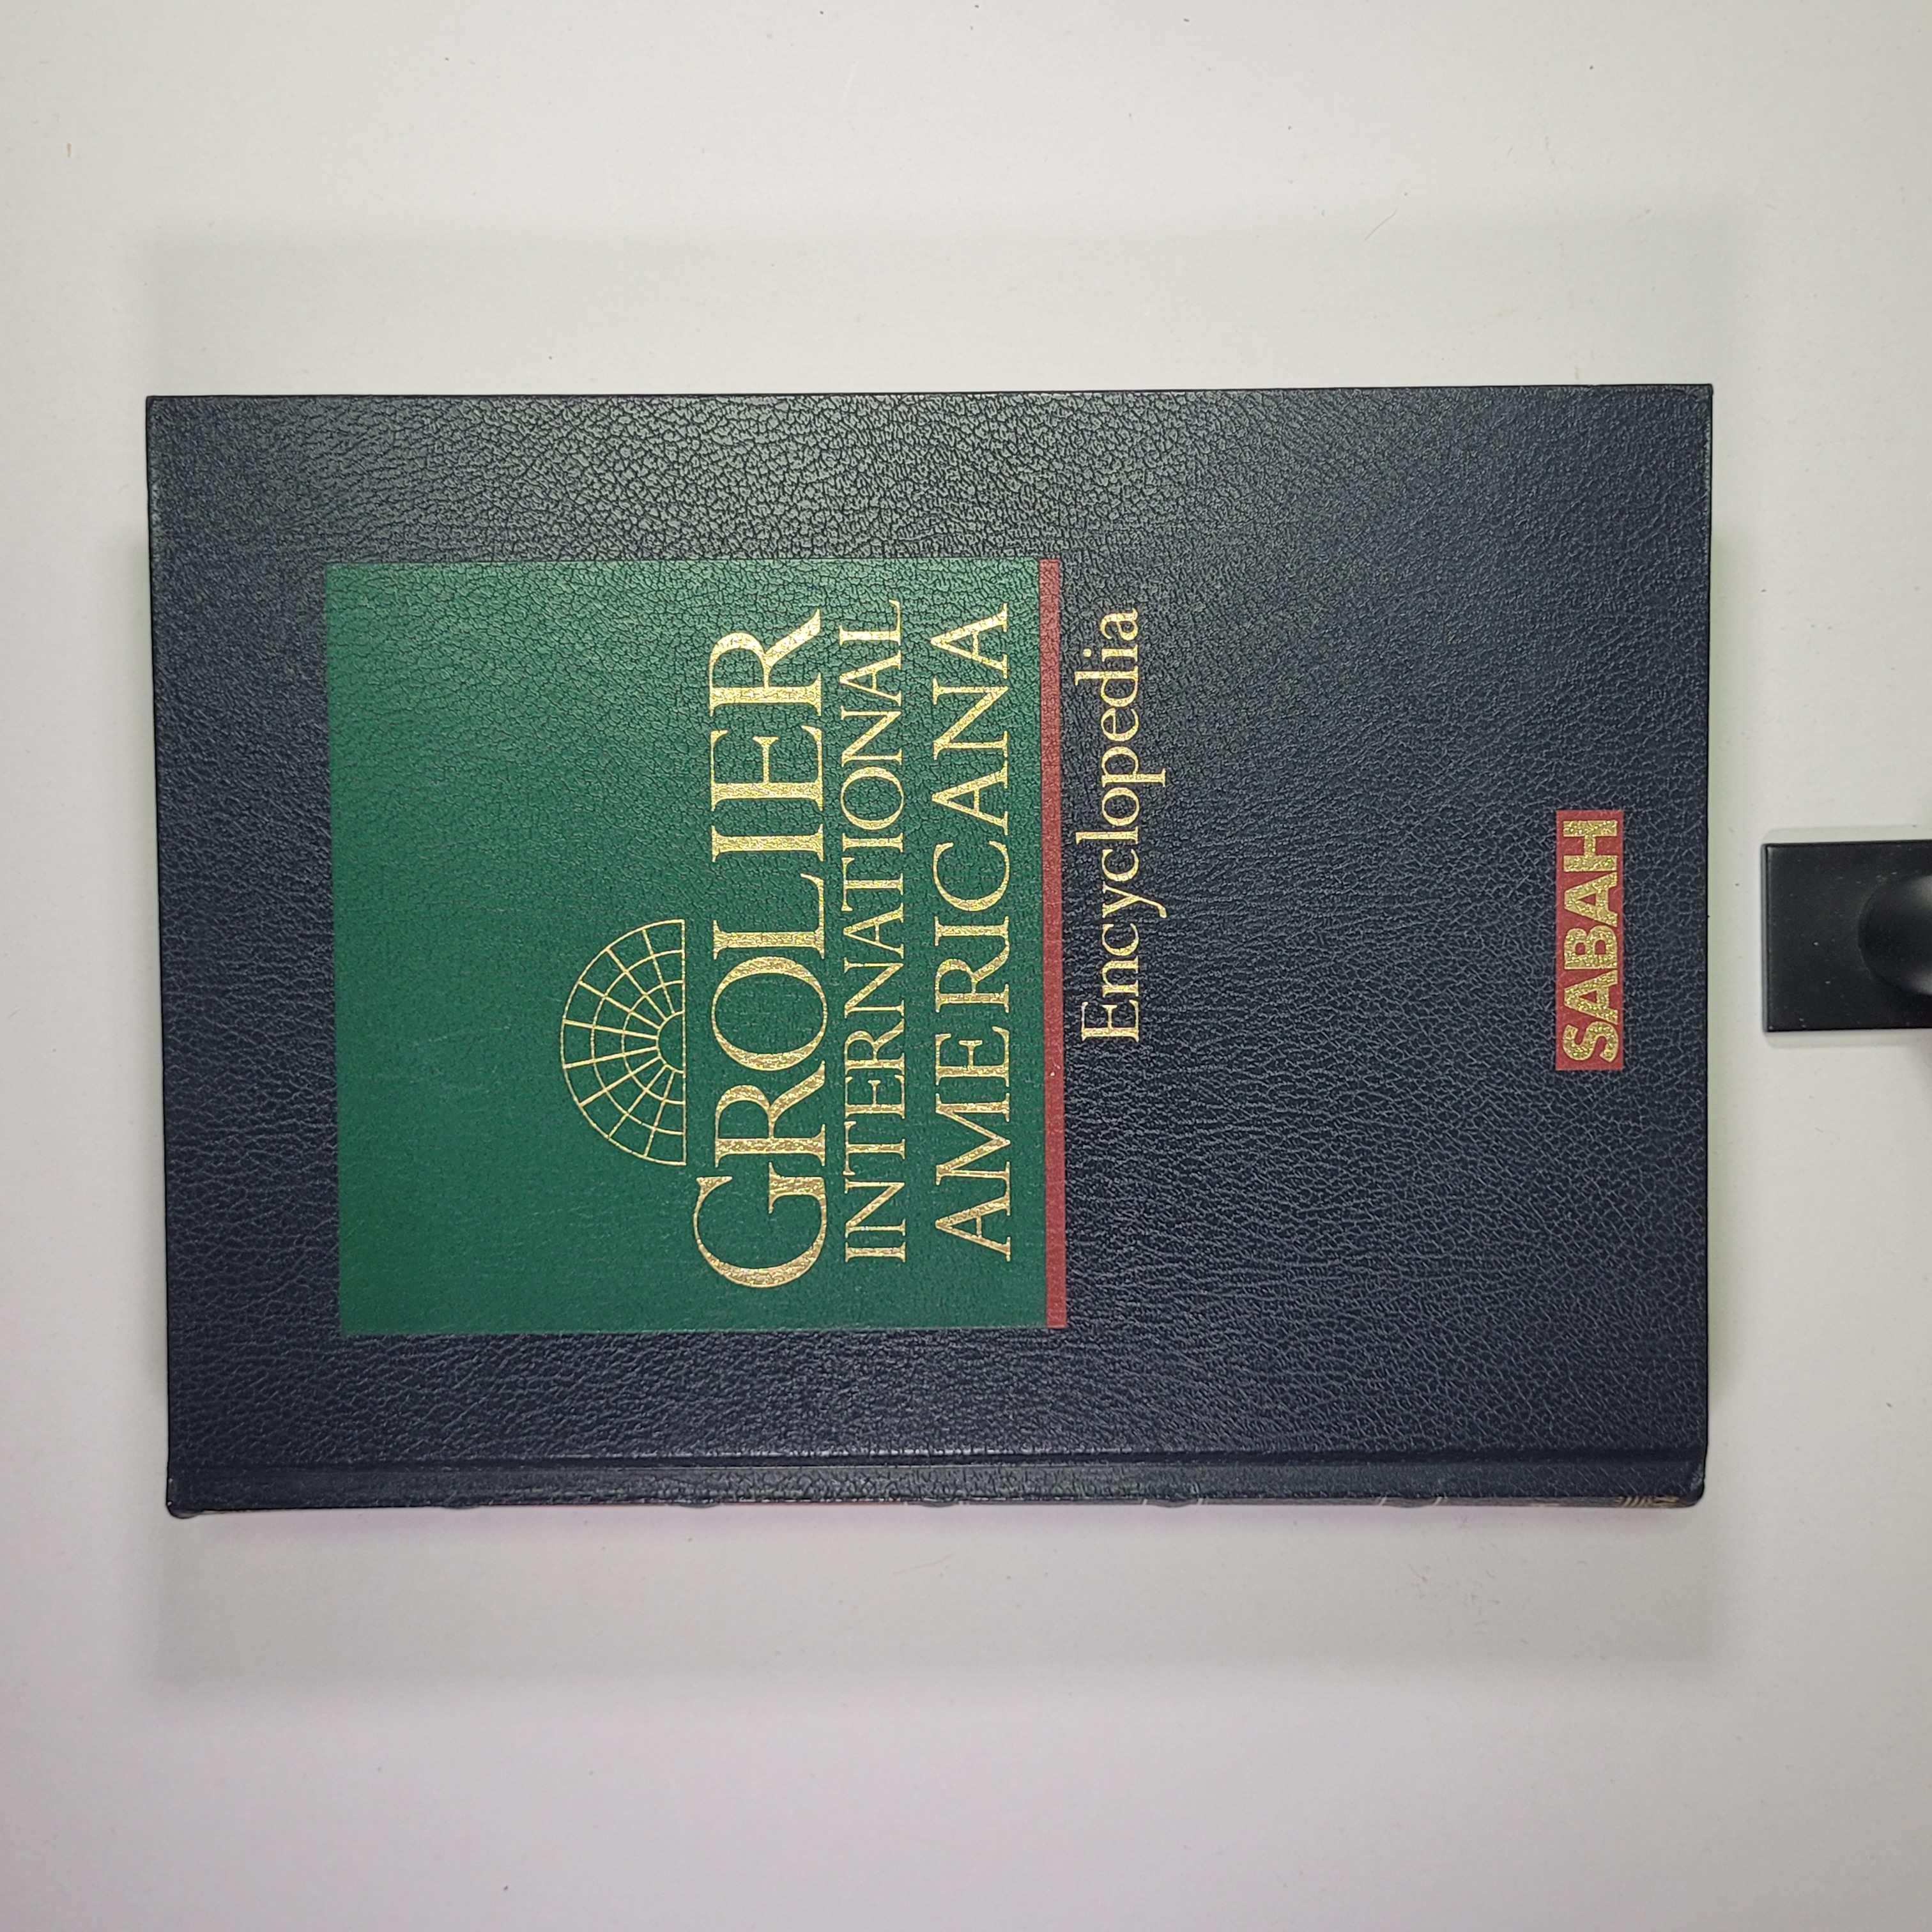 GROLIER
INTERNATIONAL
AMERICANA
Encyclopedia
SABAH